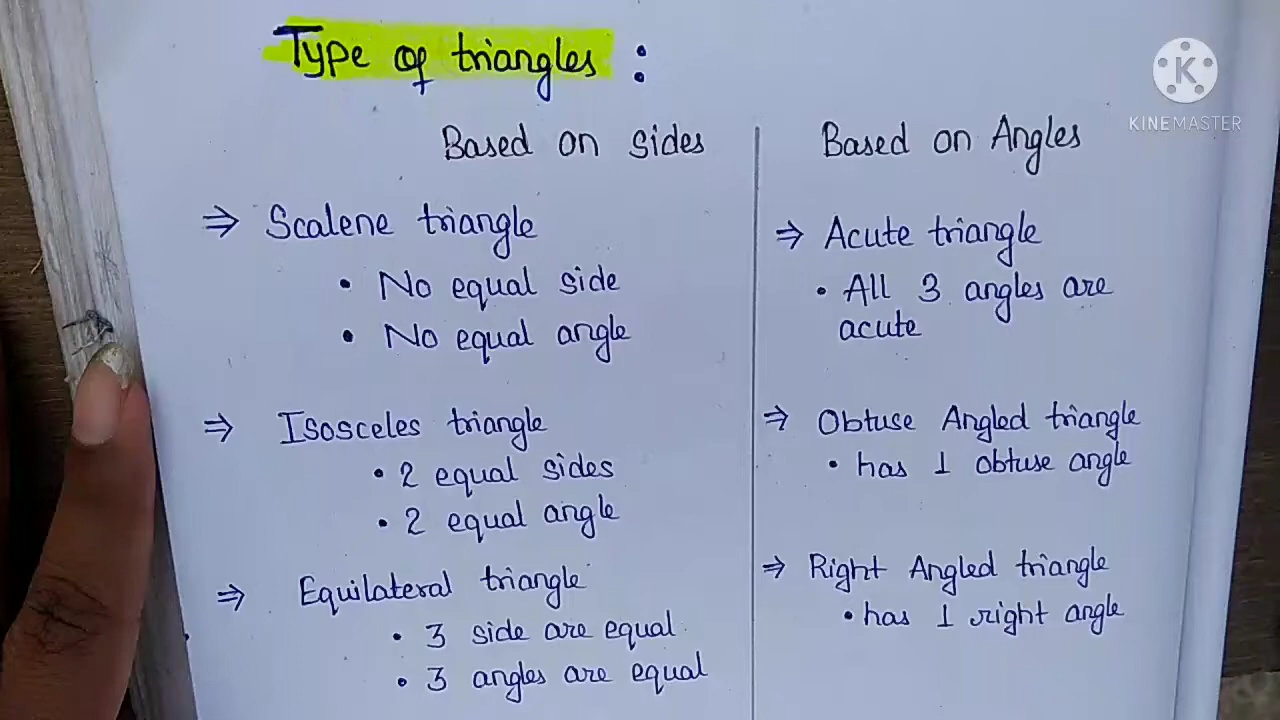 Type of triangles :
Based on sides
⇒ Scalene triangle
• No equal side
• No equal angle
⇒ Isosceles triangle
• 2 equal sides
• 2 equal angle
⇒ Equilateral triangle
• 3 side are equal
• 3 angles are equal
Based on Angles
⇒ Acute triangle
• All 3 angles are
acute
⇒ Obtuse Angled triangle
• has 1 obtuse angle
⇒ Right Angled triangle
• has 1 right angle
K
KINEMASTER